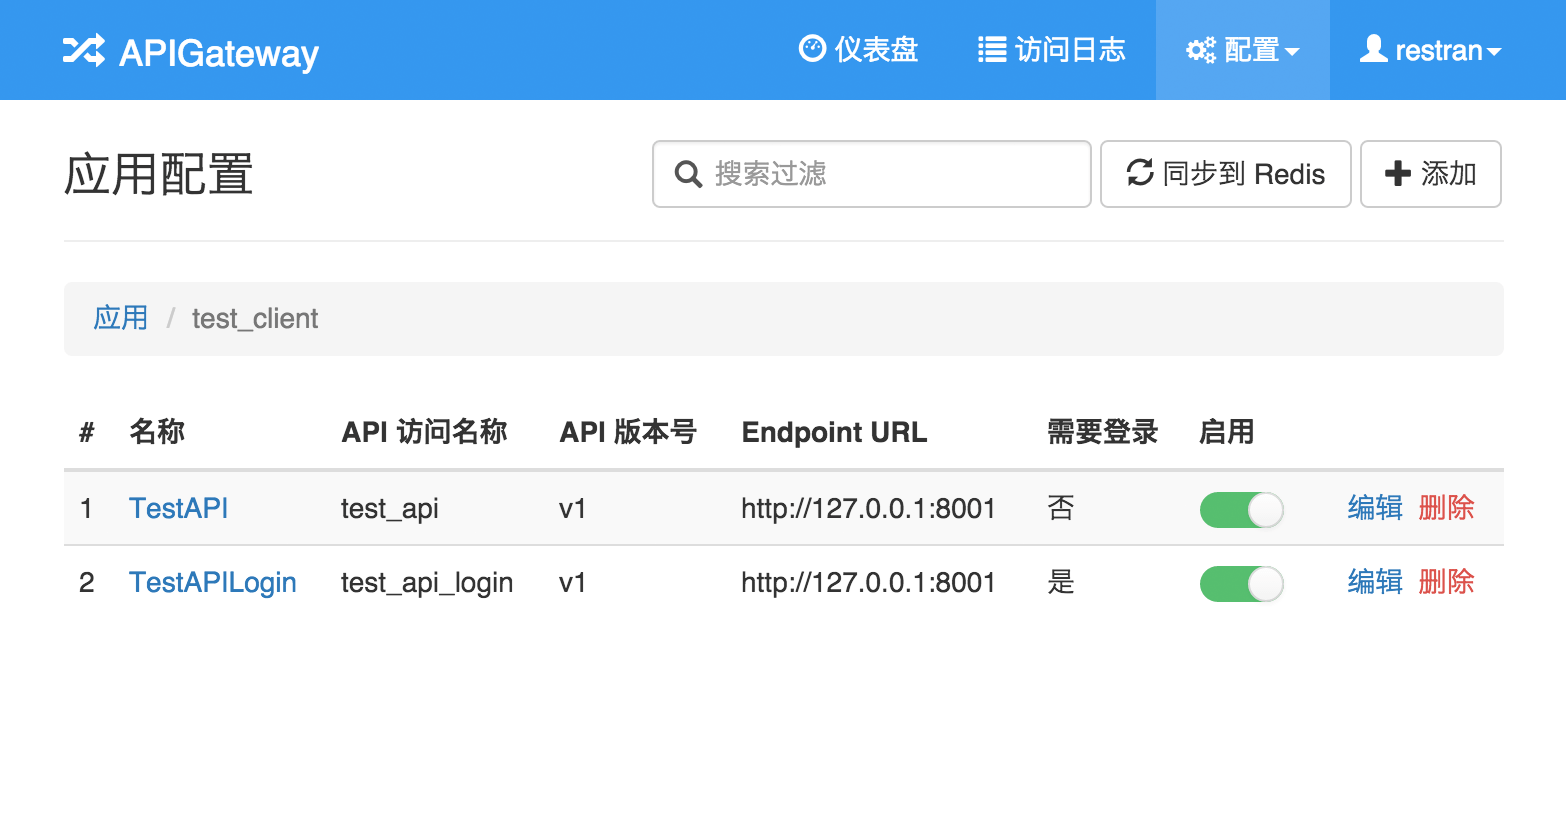 APIGateway 仪表盘 访问日志 配置 restran
应用配置 搜索过滤 同步到 Redis 添加
应用 / test_client
# 名称 API 访问名称 API 版本号 Endpoint URL 需要登录 启用
1 TestAPI test_api v1 http://127.0.0.1:8001 否 编辑 删除
2 TestAPILogin test_api_login v1 http://127.0.0.1:8001 是 编辑 删除